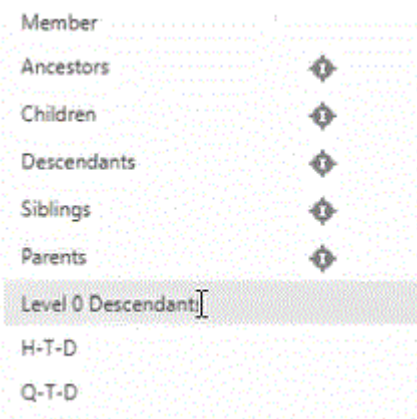 Member
Ancestors
Children
Descendants
Siblings
Parents
Level 0 Descendants
H-T-D
Q-T-D